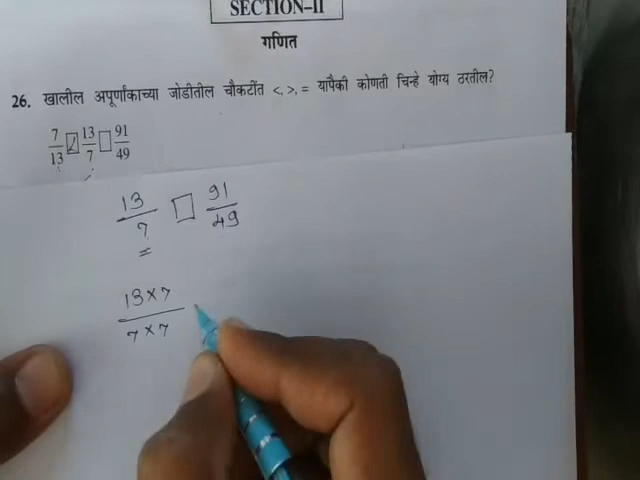 SECTION–II
गणित
26. खालील अपूर्णांकाच्या जोडीतील चौकटींत <, >, = यापैकी कोणती चिन्हे योग्य ठरतील?
7/13 □ 13/7 □ 91/49
13/7 □ 91/49
=
13×7/7×7